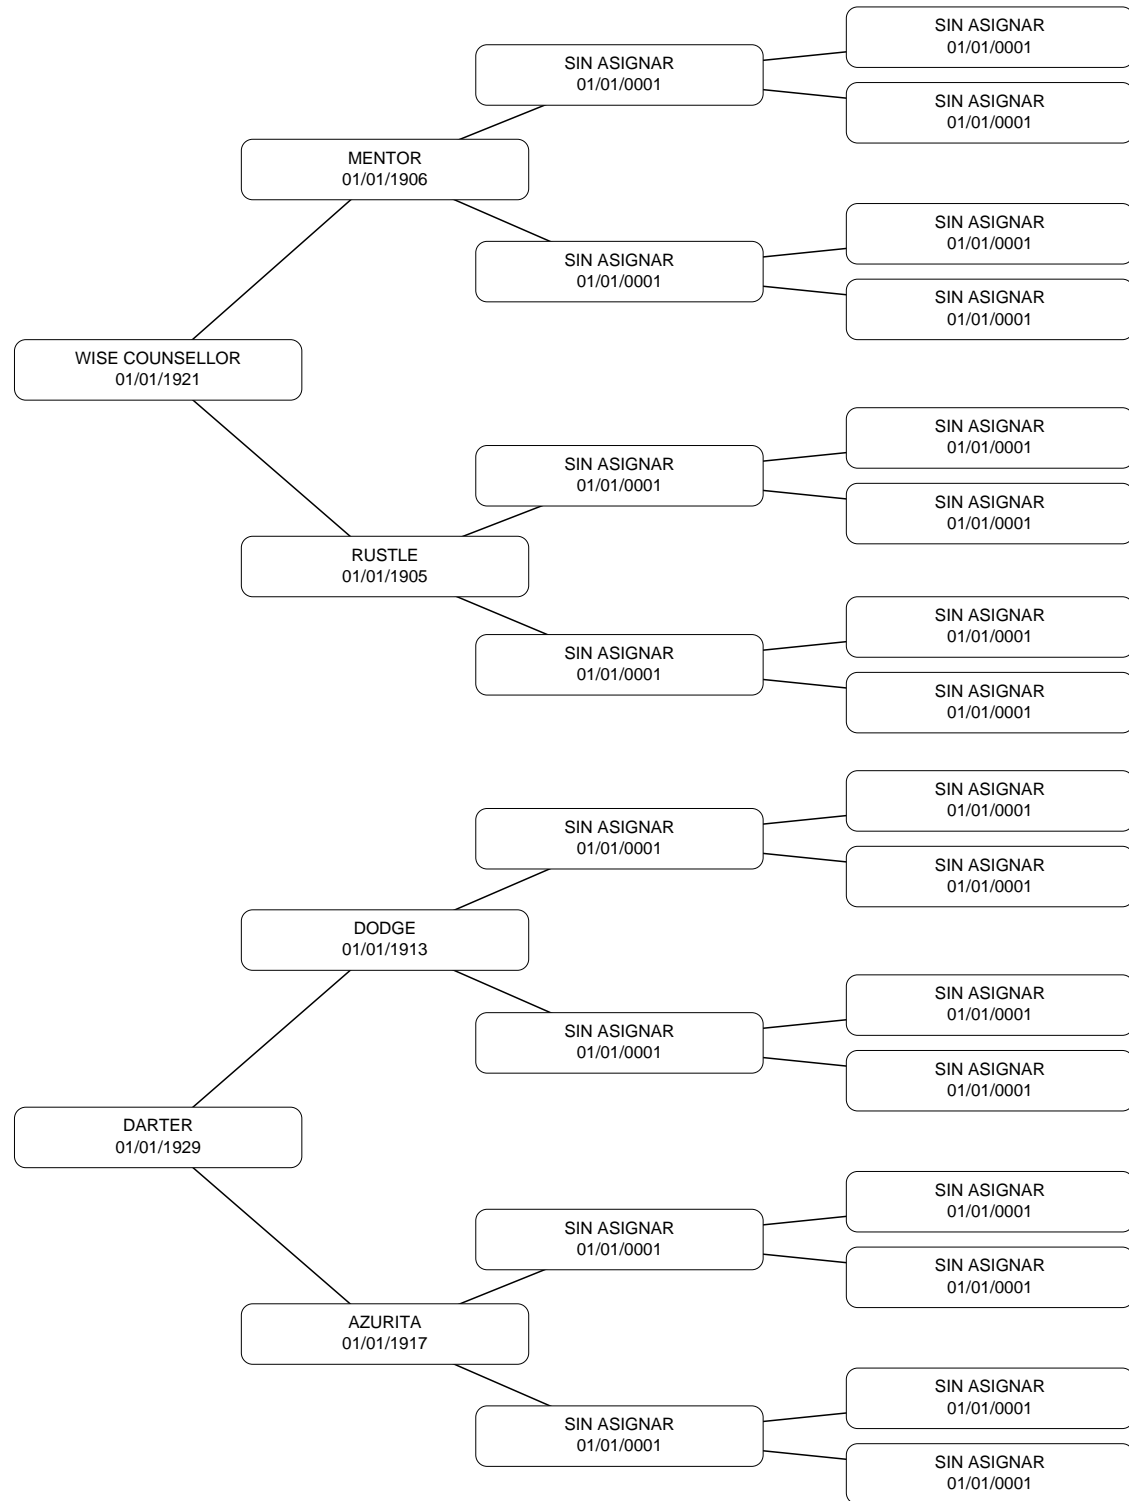 SIN ASIGNAR
01/01/0001
SIN ASIGNAR
01/01/0001
SIN ASIGNAR
01/01/0001
MENTOR
01/01/1906
SIN ASIGNAR
01/01/0001
SIN ASIGNAR
01/01/0001
SIN ASIGNAR
01/01/0001
WISE COUNSELLOR
01/01/1921
SIN ASIGNAR
01/01/0001
SIN ASIGNAR
01/01/0001
SIN ASIGNAR
01/01/0001
RUSTLE
01/01/1905
SIN ASIGNAR
01/01/0001
SIN ASIGNAR
01/01/0001
SIN ASIGNAR
01/01/0001
SIN ASIGNAR
01/01/0001
SIN ASIGNAR
01/01/0001
SIN ASIGNAR
01/01/0001
DODGE
01/01/1913
SIN ASIGNAR
01/01/0001
SIN ASIGNAR
01/01/0001
SIN ASIGNAR
01/01/0001
DARTER
01/01/1929
SIN ASIGNAR
01/01/0001
SIN ASIGNAR
01/01/0001
SIN ASIGNAR
01/01/0001
AZURITA
01/01/1917
SIN ASIGNAR
01/01/0001
SIN ASIGNAR
01/01/0001
SIN ASIGNAR
01/01/0001